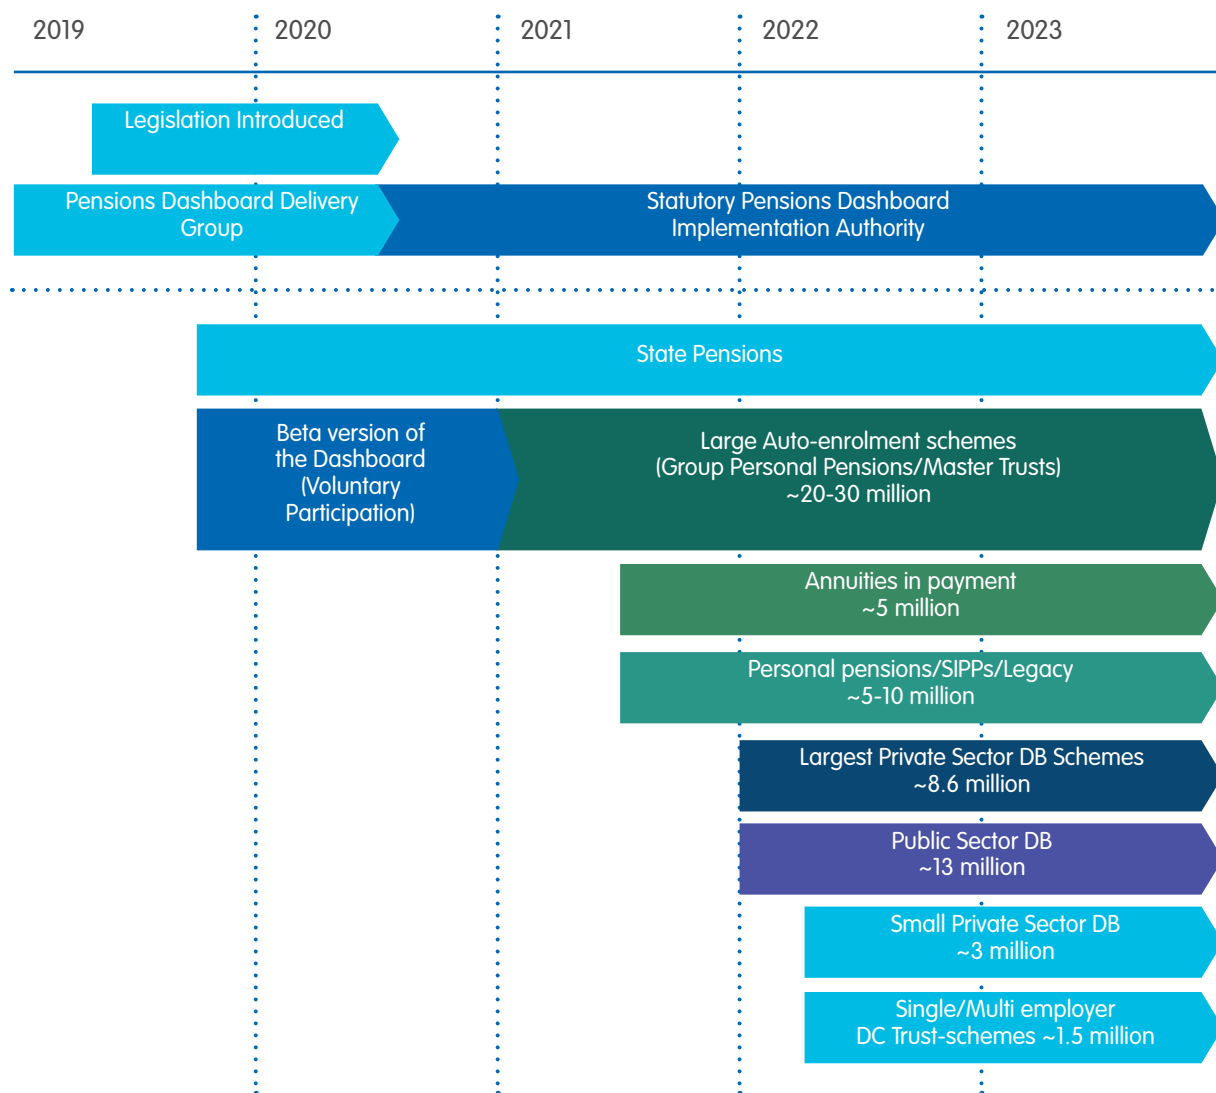 2019
2020
2021
2022
2023
Legislation Introduced
Pensions Dashboard Delivery
Group
Statutory Pensions Dashboard
Implementation Authority
State Pensions
Beta version of
the Dashboard
(Voluntary
Participation)
Large Auto-enrolment schemes
(Group Personal Pensions/Master Trusts)
~20-30 million
Annuities in payment
~5 million
Personal pensions/SIPPs/Legacy
~5-10 million
Largest Private Sector DB Schemes
~8.6 million
Public Sector DB
~13 million
Small Private Sector DB
~3 million
Single/Multi employer
DC Trust-schemes ~1.5 million